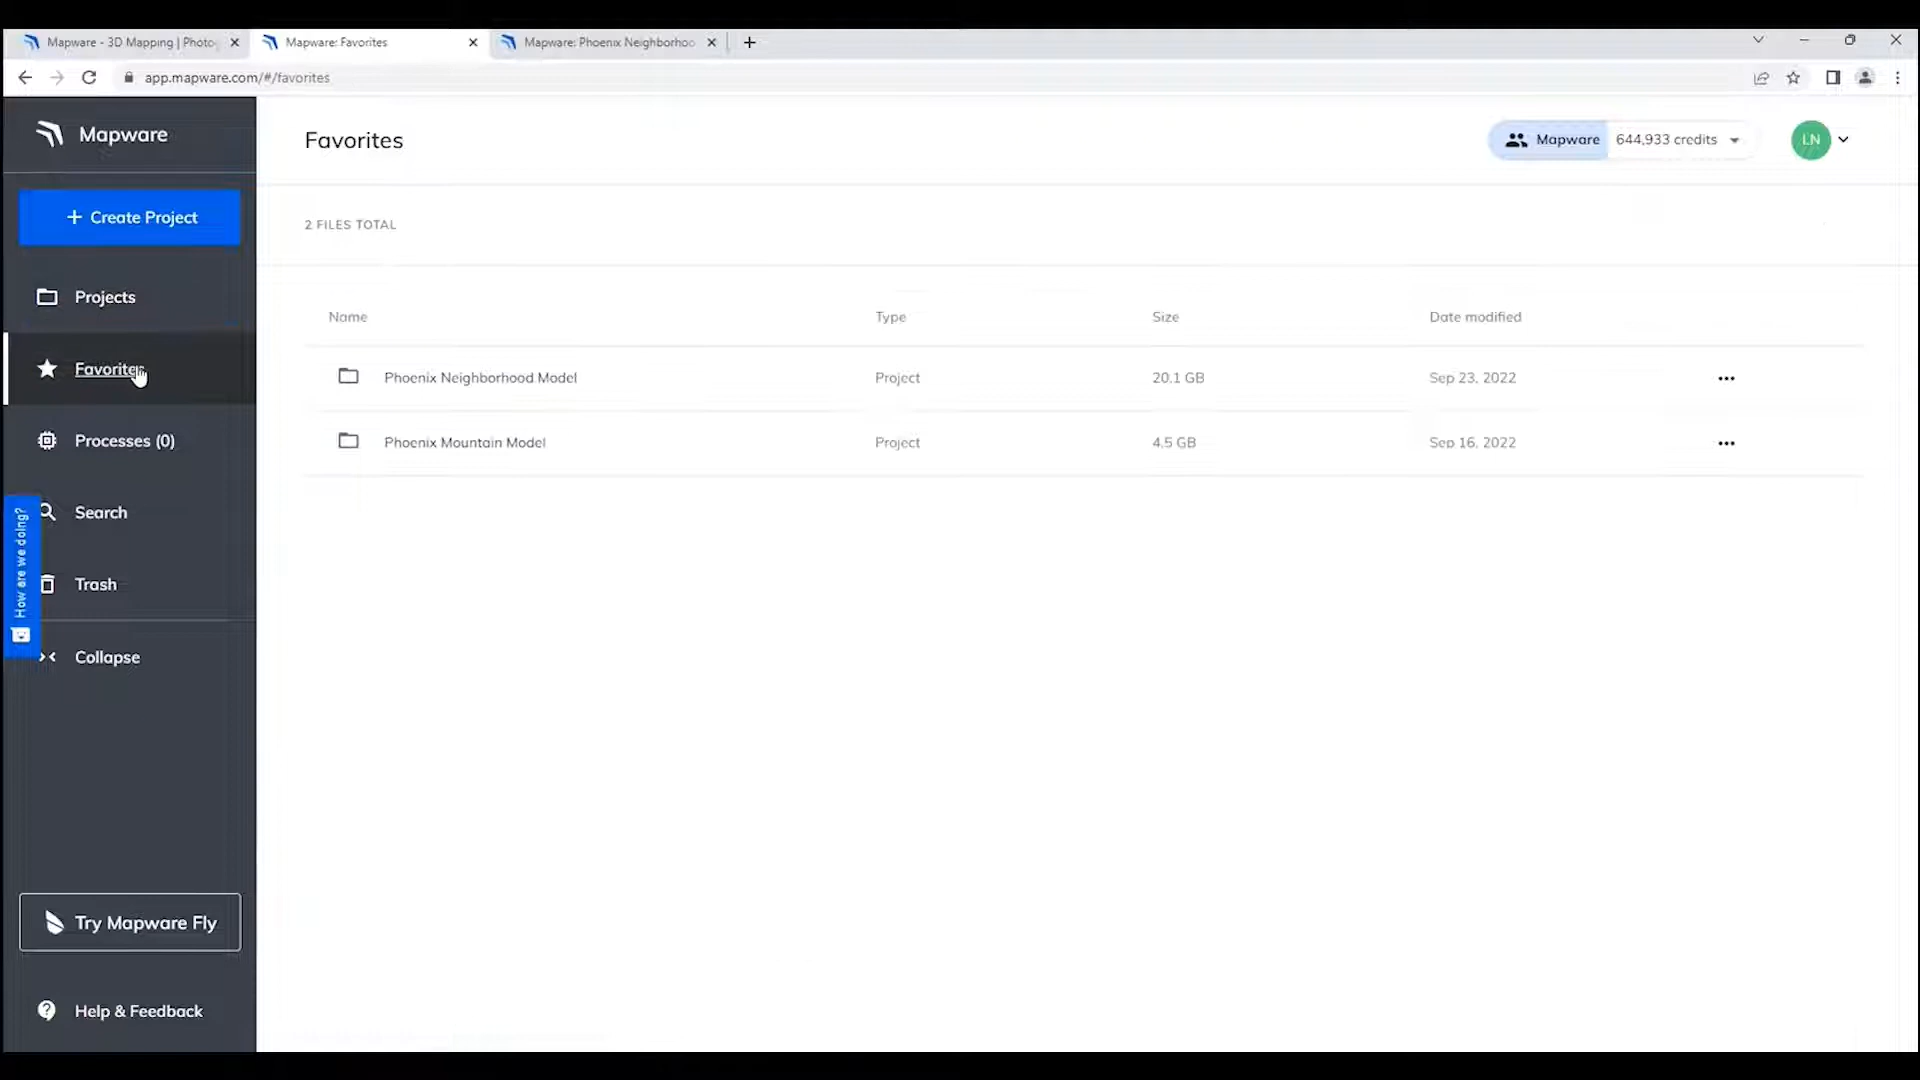 Mapware - 3D Mapping | Photo
Mapware: Favorites
Mapware: Phoenix Neighborhoo
app.mapware.com/#/favorites
Mapware
Favorites
Mapware 644,933 credits
LN
+ Create Project
2 FILES TOTAL
Projects
Name Type Size Date modified
Favorites
Phoenix Neighborhood Model Project 20.1 GB Sep 23, 2022
Processes (0)
Phoenix Mountain Model Project 4.5 GB Sep 16, 2022
Search
How are we doing?
Trash
Collapse
Try Mapware Fly
Help & Feedback